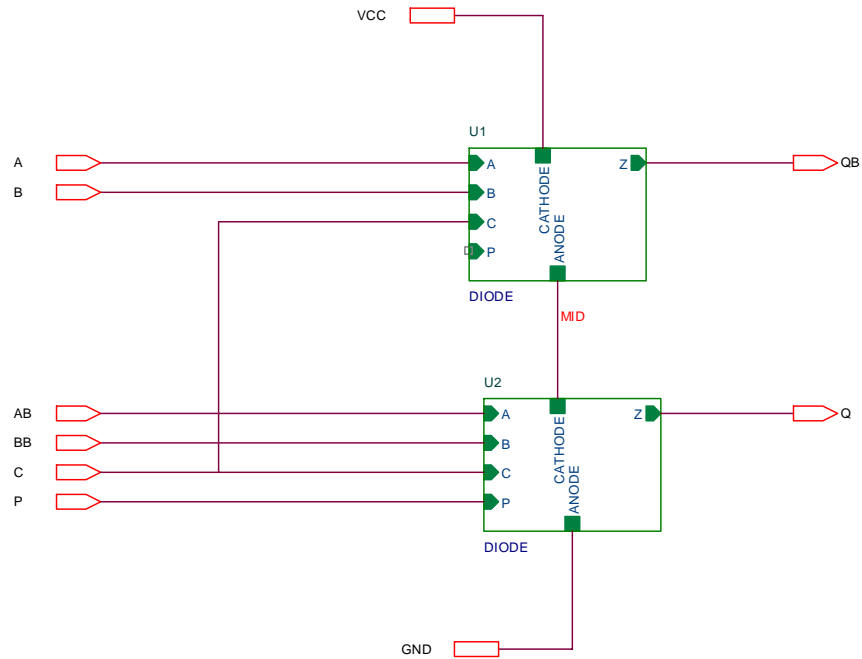 VCC
U1
A
A
Z
QB
B
B
CATHODE
C
ANODE
P
DIODE
MID
U2
AB
A
Z
Q
BB
B
CATHODE
C
C
ANODE
P
P
DIODE
GND